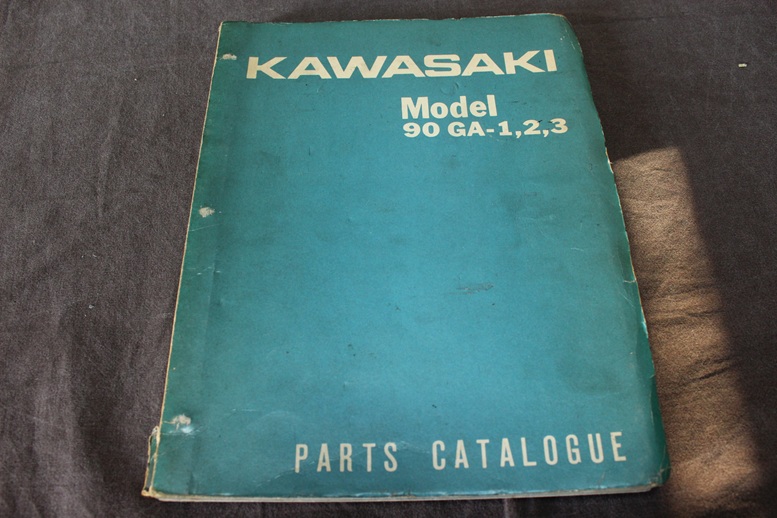 KAWASAKI
Model
90 GA-1,2,3
PARTS CATALOGUE